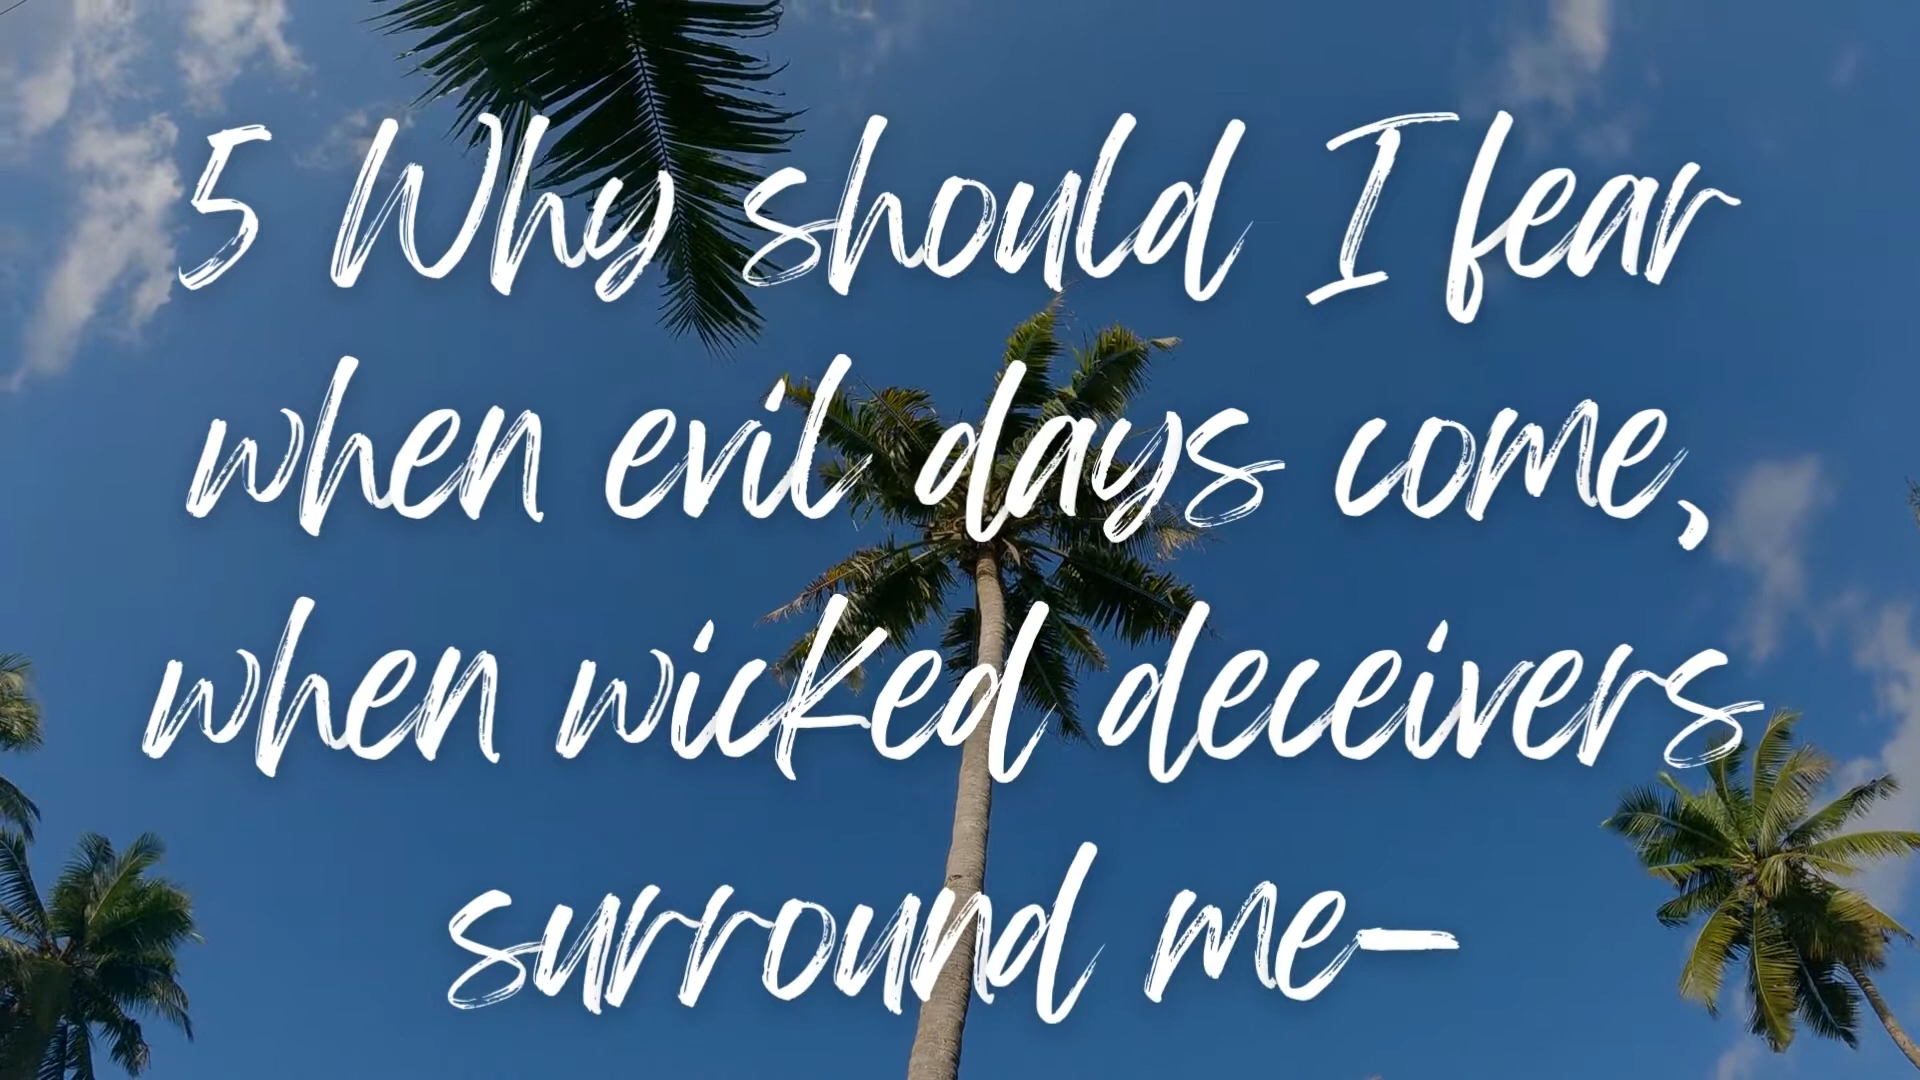 5 Why should I fear
when evil days come,
when wicked deceivers
surround me-